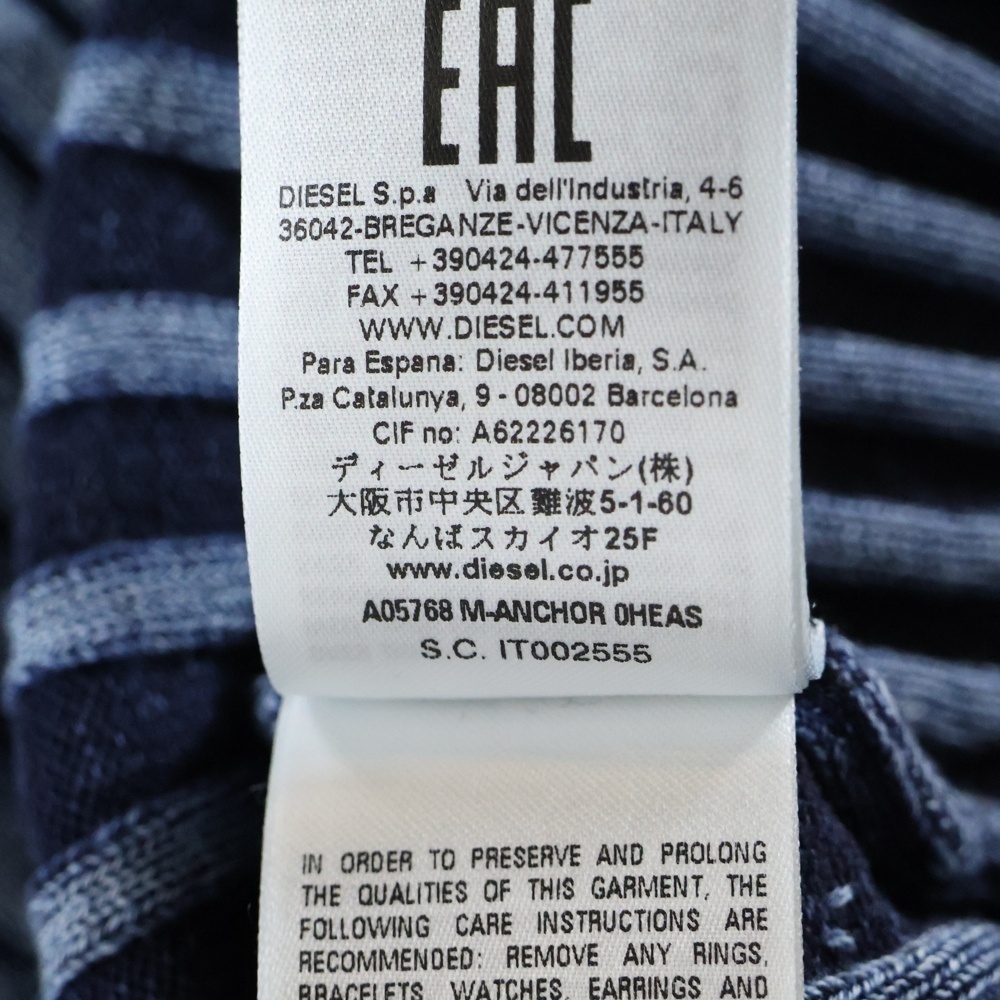 EAC
DIESEL S.p.a Via dell'Industria, 4-6
36042-BREGANZE-VICENZA-ITALY
TEL +390424-477555
FAX +390424-411955
WWW.DIESEL.COM
Para Espana: Diesel Iberia, S.A.
P.za Catalunya, 9 - 08002 Barcelona
CIF no: A62226170
ディーゼルジャパン(株)
大阪市中央区難波5-1-60
なんばスカイオ25F
www.diesel.co.jp
A05768 M-ANCHOR 0HEAS
S.C. IT002555
IN ORDER TO PRESERVE AND PROLONG
THE QUALITIES OF THIS GARMENT, THE
FOLLOWING CARE INSTRUCTIONS ARE
RECOMMENDED: REMOVE ANY RINGS,
BRACELETS, WATCHES, EARRINGS AND